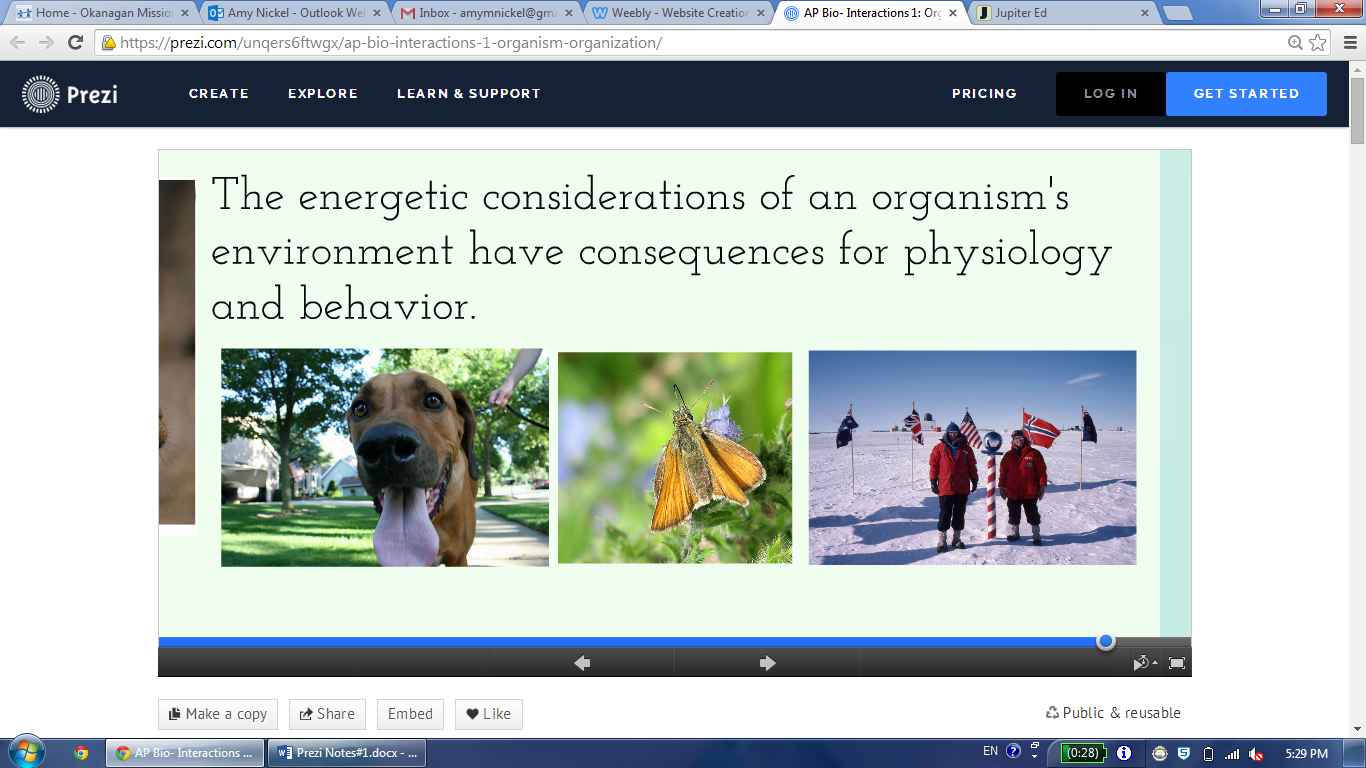 Home - Okanagan Missio
Amy Nickel - Outlook We
Inbox - amymnickel@gma
Weebly - Website Creation
AP Bio- Interactions 1: Org
Jupiter Ed
https://prezi.com/unqers6ftwgx/ap-bio-interactions-1-organism-organization/
Prezi
CREATE
EXPLORE
LEARN & SUPPORT
PRICING
LOG IN
GET STARTED
The energetic considerations of an organism's
environment have consequences for physiology
and behavior.
Make a copy
Share
Embed
Like
Public & reusable
AP Bio- Interactions ...
Prezi Notes#1.docx - ...
EN
(0:28)
5:29 PM